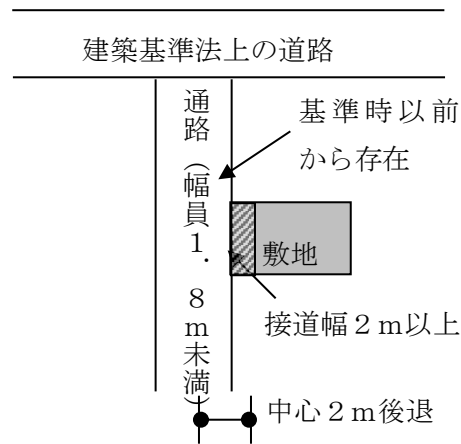 建築基準法上の道路
通路（幅員１．８ｍ未満）
基準時以前
から存在
敷地
接道幅２ｍ以上
中心２ｍ後退